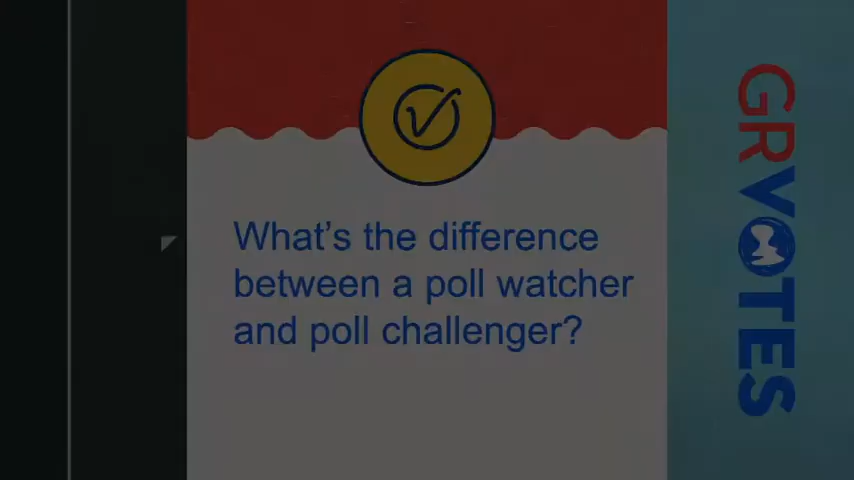 What's the difference
between a poll watcher
and poll challenger?
GRVOTES